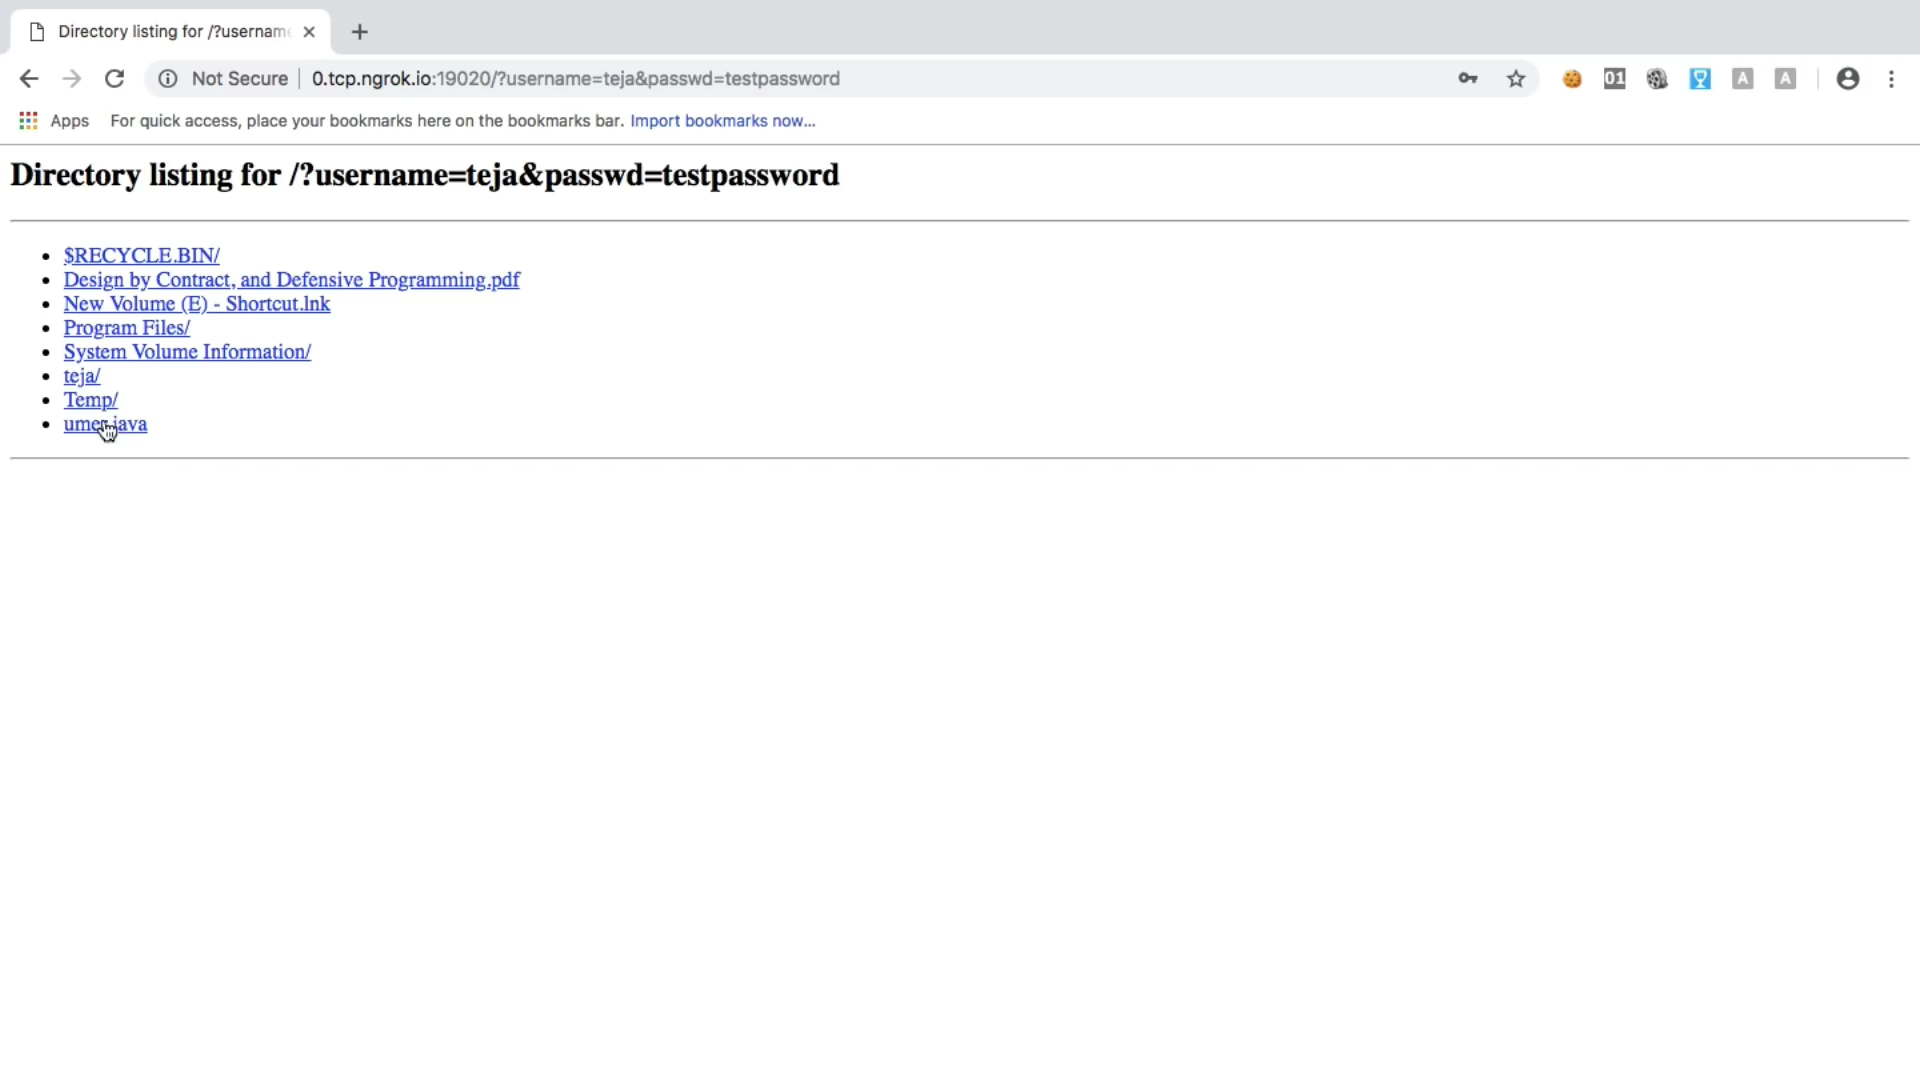 Directory listing for /?usernam
Not Secure 0.tcp.ngrok.io:19020/?username=teja&passwd=testpassword
01
A A
Apps For quick access, place your bookmarks here on the bookmarks bar. Import bookmarks now...
Directory listing for /?username=teja&passwd=testpassword
$RECYCLE.BIN/
Design by Contract, and Defensive Programming.pdf
New Volume (E) - Shortcut.lnk
Program Files/
System Volume Information/
teja/
Temp/